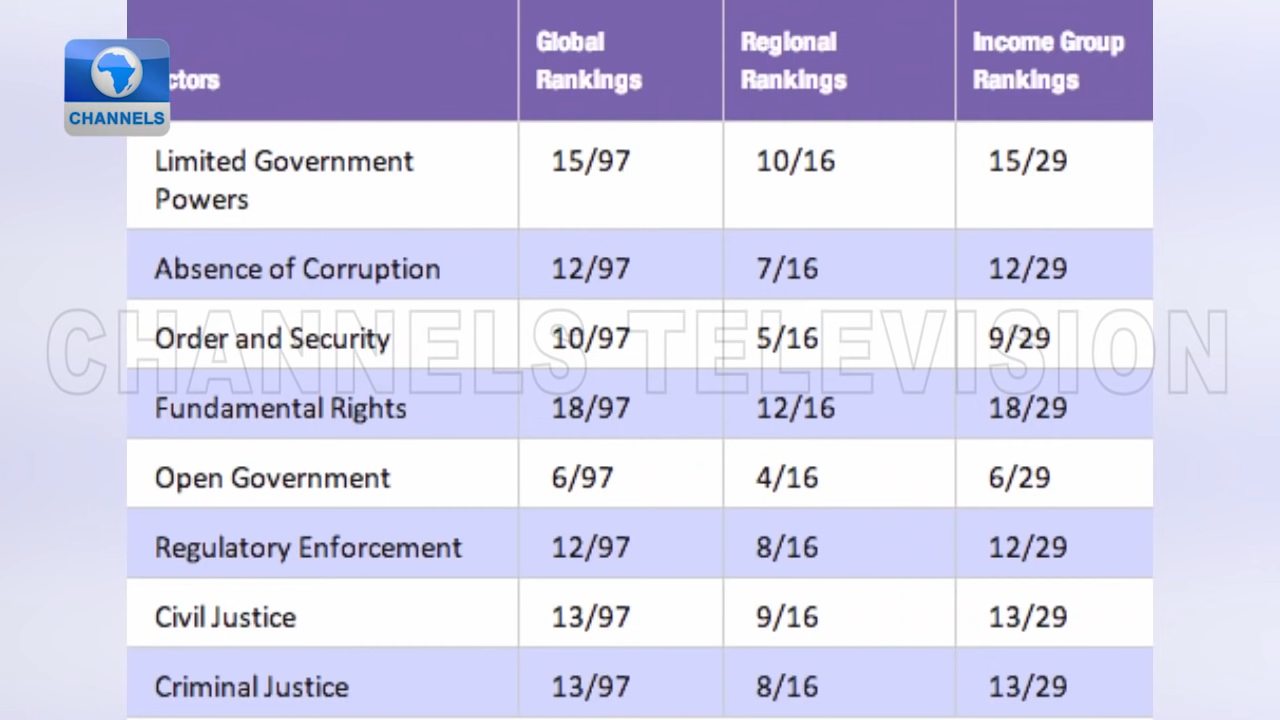 Global Regional Income Group
ctors Rankings Rankings Rankings
CHANNELS
Limited Government 15/97 10/16 15/29
Powers
Absence of Corruption 12/97 7/16 12/29
CHANNELS TELEVISION
Order and Security 10/97 5/16 9/29
Fundamental Rights 18/97 12/16 18/29
Open Government 6/97 4/16 6/29
Regulatory Enforcement 12/97 8/16 12/29
Civil Justice 13/97 9/16 13/29
Criminal Justice 13/97 8/16 13/29